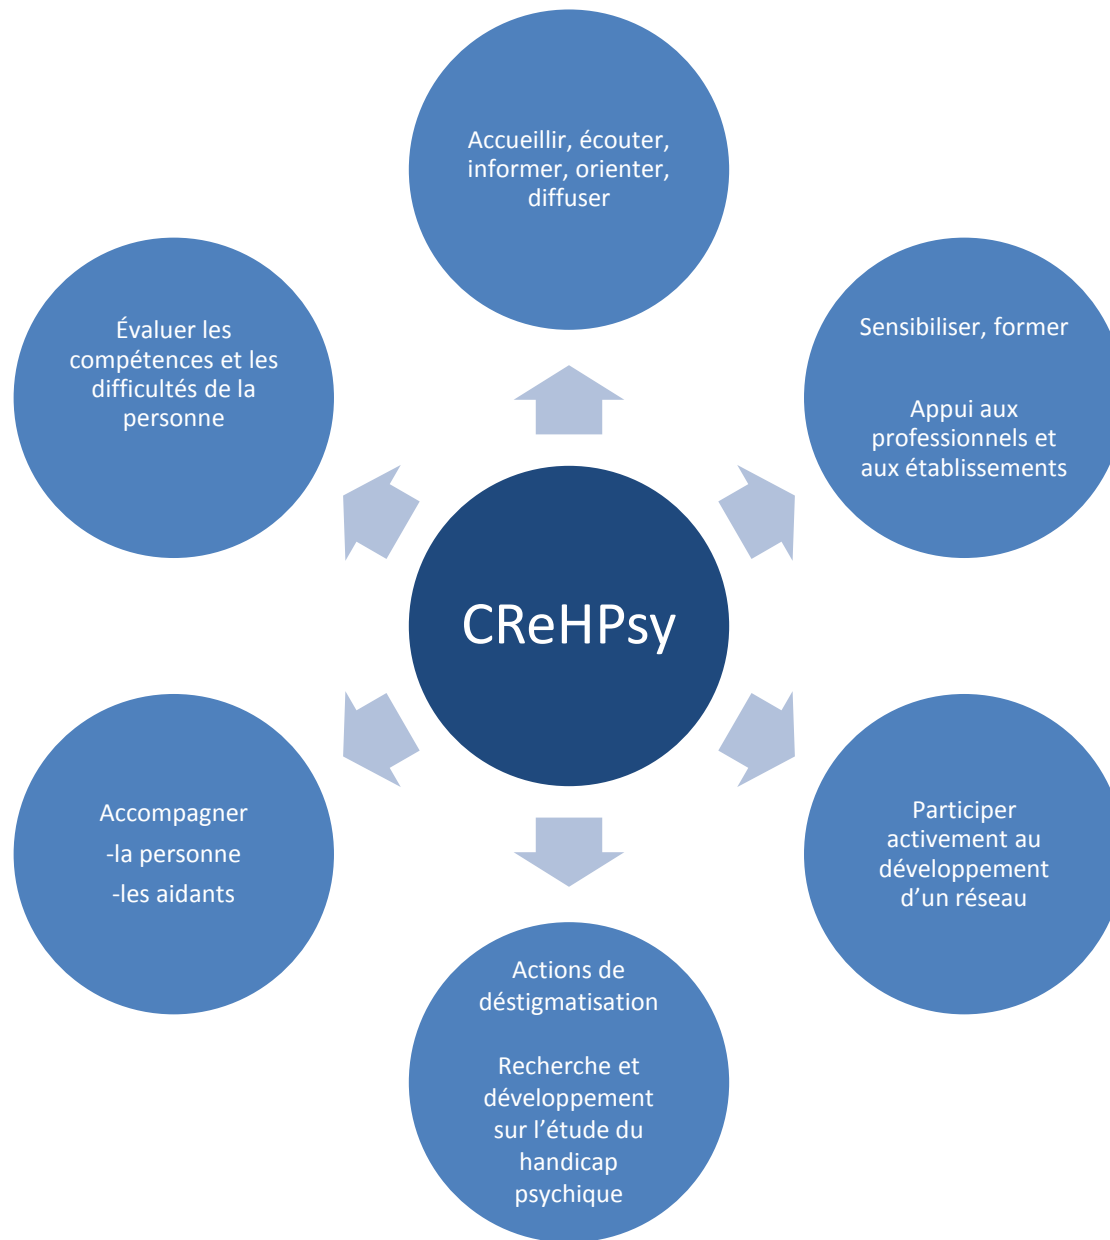 Accueillir, écouter,
informer, orienter,
diffuser
Sensibiliser, former
Appui aux
professionnels et
aux établissements
Participer
activement au
développement
d’un réseau
Actions de
déstigmatisation
Recherche et
développement
sur l’étude du
handicap
psychique
Accompagner
-la personne
-les aidants
Évaluer les
compétences et les
difficultés de la
personne
CReHPsy